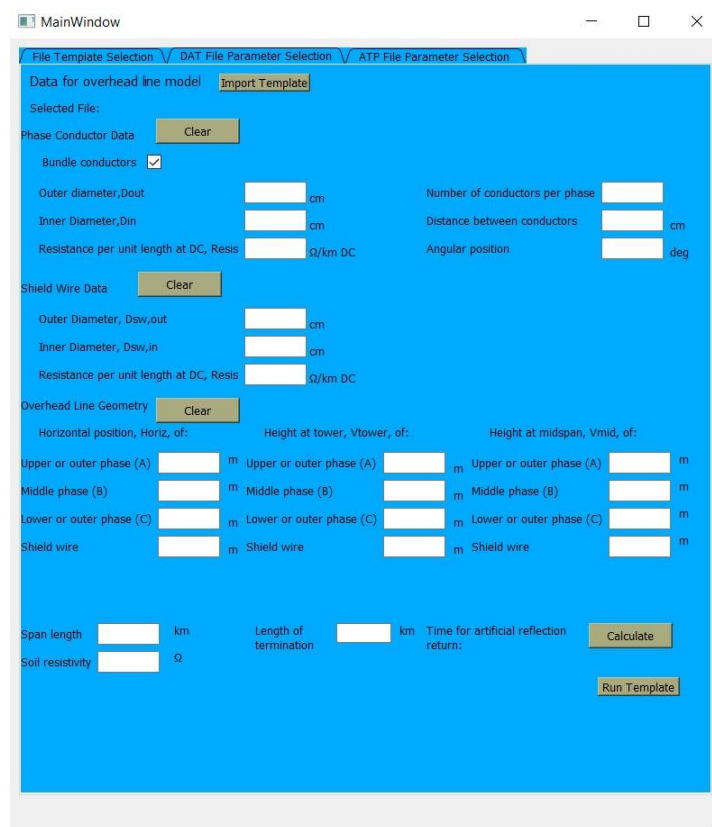 MainWindow
File Template Selection DAT File Parameter Selection ATP File Parameter Selection
Data for overhead line model Import Template
Selected File:
Phase Conductor Data Clear
Bundle conductors
Outer diameter,Dout cm Number of conductors per phase
Inner Diameter,Din cm Distance between conductors cm
Resistance per unit length at DC, Resis Ω/km DC Angular position deg
Shield Wire Data Clear
Outer Diameter, Dsw,out cm
Inner Diameter, Dsw,in cm
Resistance per unit length at DC, Resis Ω/km DC
Overhead Line Geometry Clear
Horizontal position, Horiz, of: Height at tower, Vtower, of: Height at midspan, Vmid, of:
Upper or outer phase (A) m Upper or outer phase (A) m Upper or outer phase (A) m
Middle phase (B) m Middle phase (B) m Middle phase (B) m
Lower or outer phase (C) m Lower or outer phase (C) m Lower or outer phase (C) m
Shield wire m Shield wire m Shield wire m
Span length km Length of termination km Time for artificial reflection return: Calculate
Soil resistivity Ω
Run Template